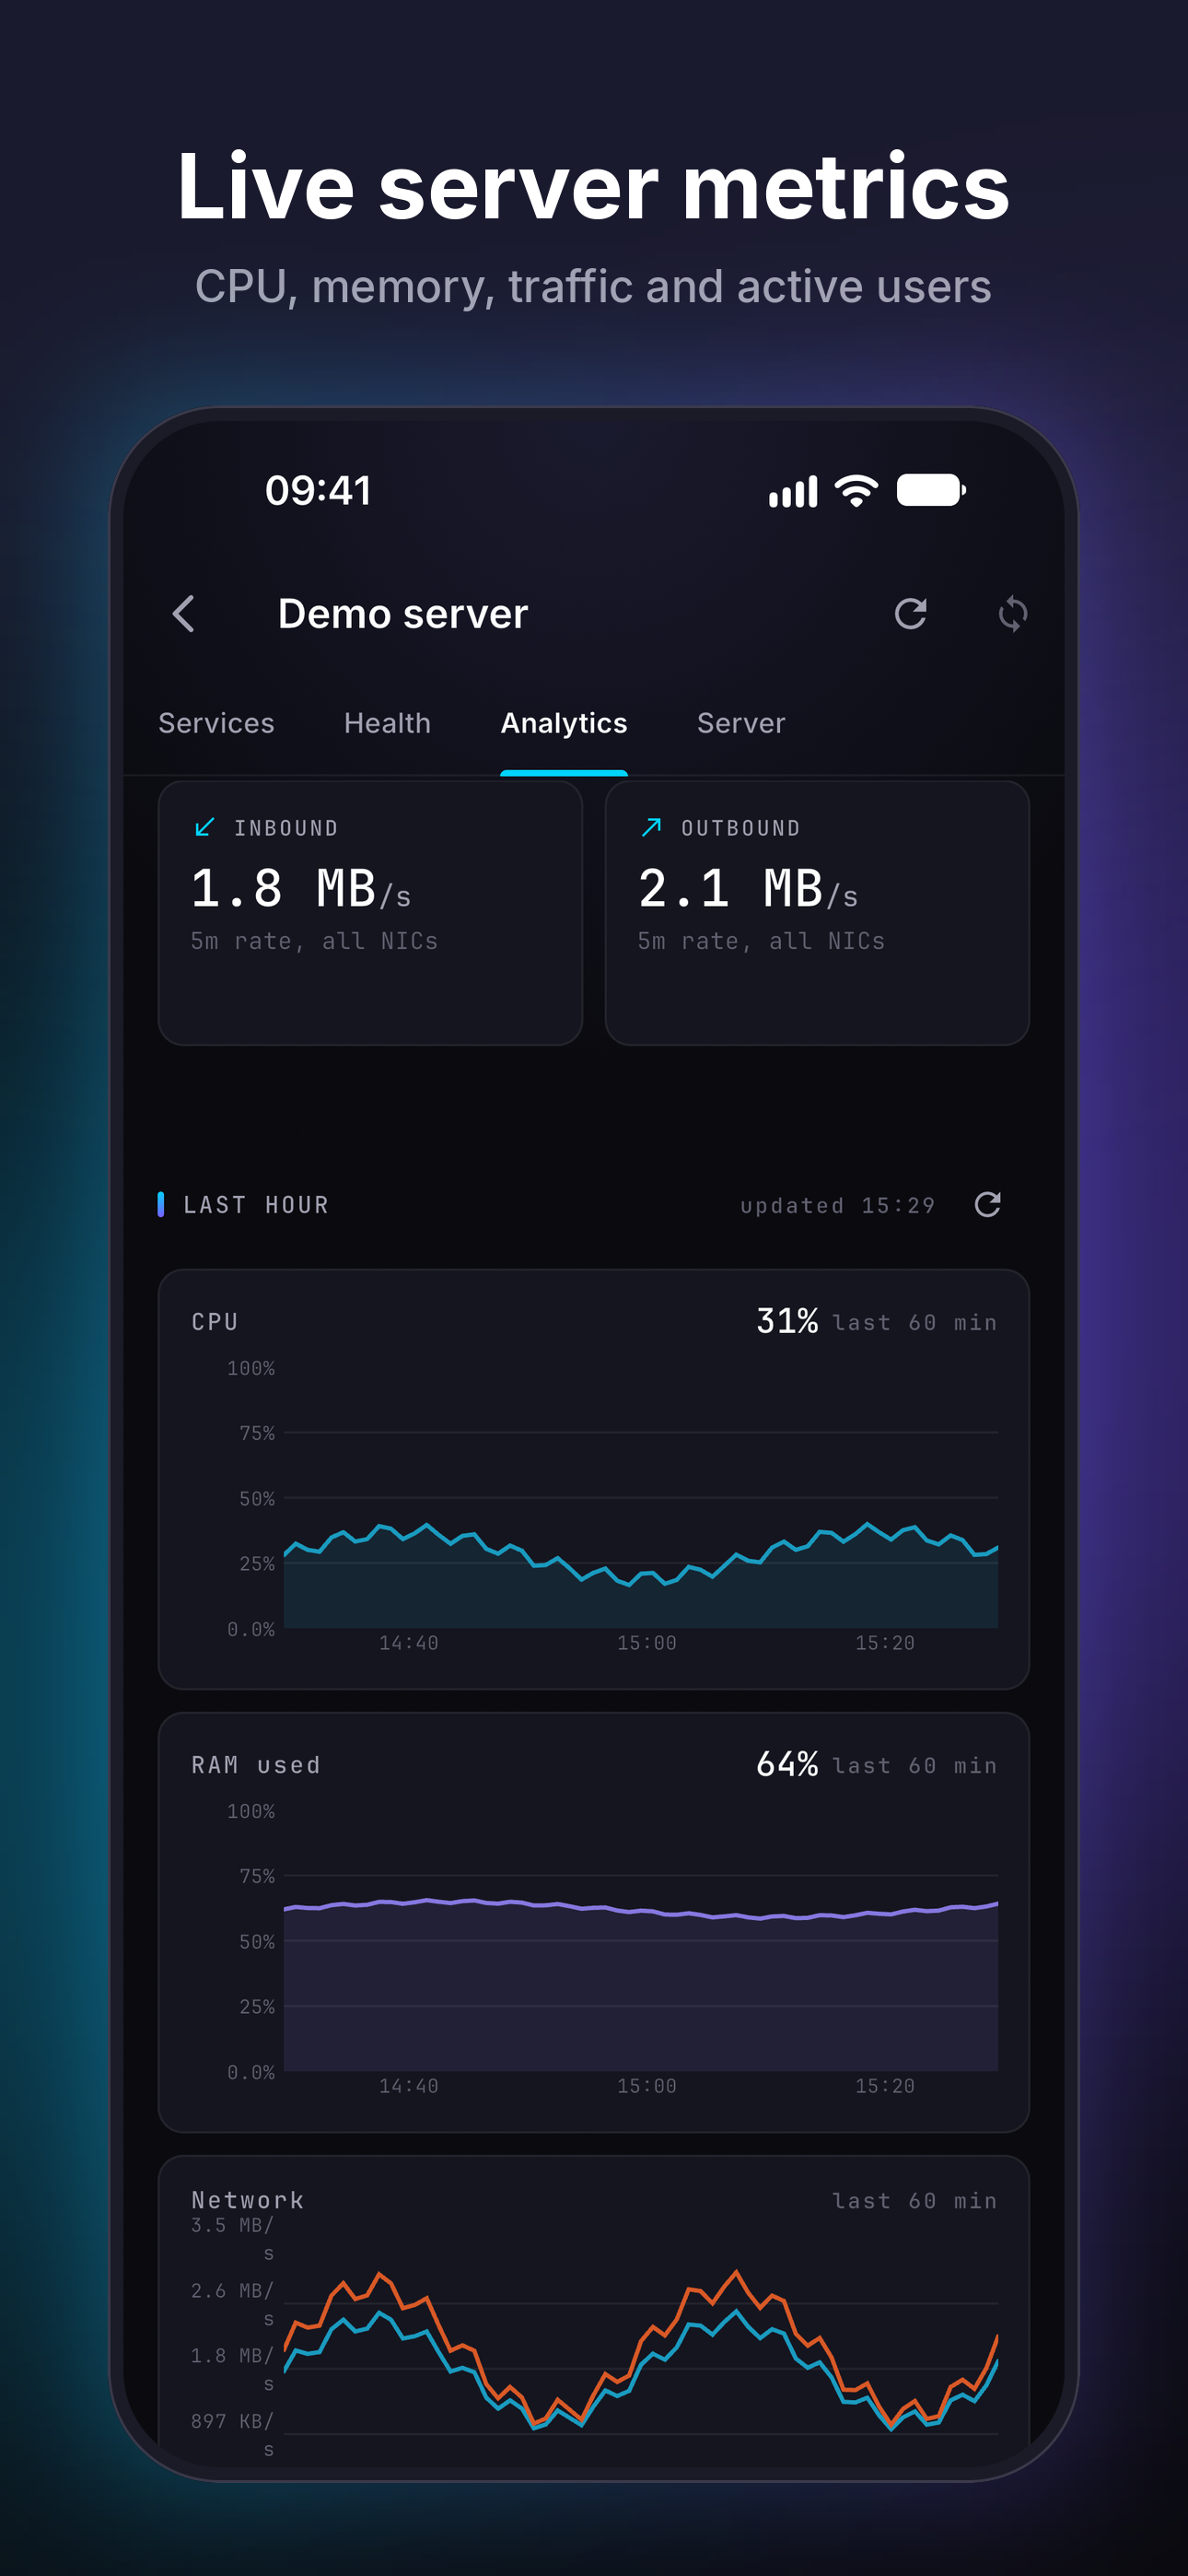 Live server metrics
CPU, memory, traffic and active users
09:41
Demo server
Services Health Analytics Server
INBOUND
1.8 MB/s
5m rate, all NICs
OUTBOUND
2.1 MB/s
5m rate, all NICs
LAST HOUR updated 15:29
CPU 31% last 60 min
100%
75%
50%
25%
0.0%
14:40 15:00 15:20
RAM used 64% last 60 min
100%
75%
50%
25%
0.0%
14:40 15:00 15:20
Network last 60 min
3.5 MB/
s
2.6 MB/
s
1.8 MB/
s
897 KB/
s